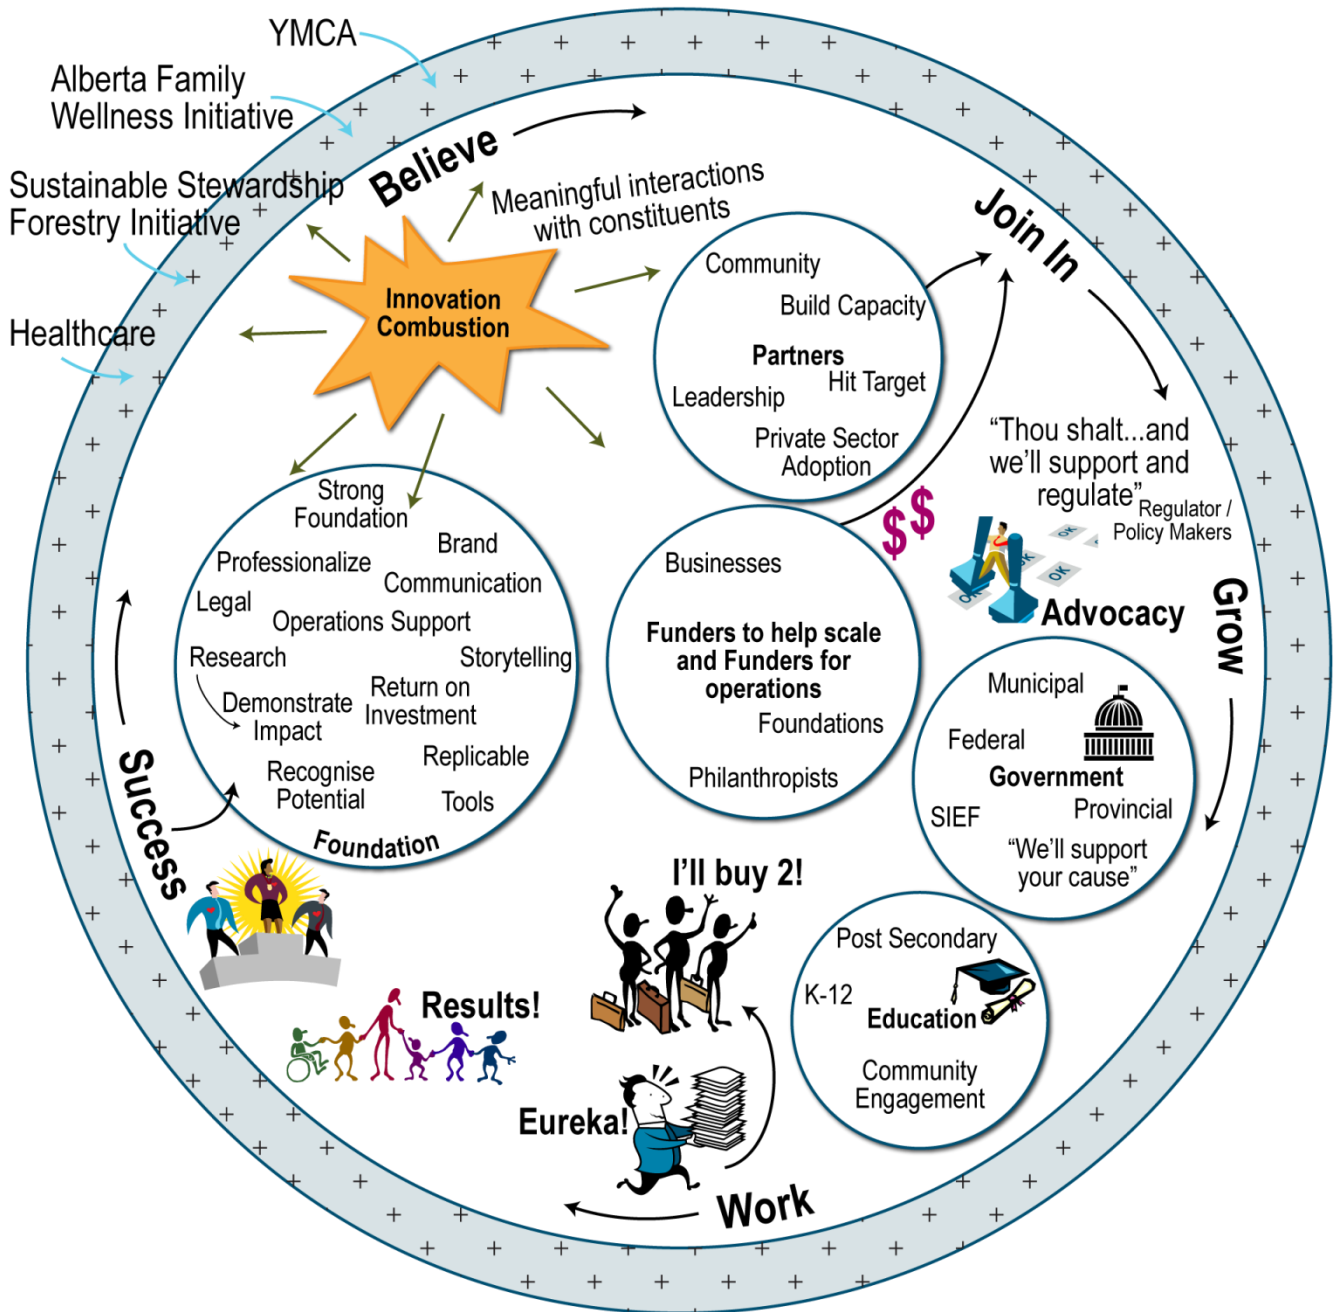 YMCA
Alberta Family
Wellness Initiative
Sustainable Stewardship
Forestry Initiative
Healthcare
Believe
Meaningful interactions
with constituents
Innovation
Combustion
Join In
Community
Build Capacity
Partners
Hit Target
Leadership
Private Sector
Adoption
“Thou shalt...and
we’ll support and
regulate”
Regulator /
Policy Makers
$$
OK
OK
OK
OK
Advocacy
Grow
Strong
Foundation
Brand
Professionalize
Communication
Legal
Operations Support
Research
Storytelling
Demonstrate
Impact
Return on
Investment
Replicable
Recognise
Potential
Tools
Foundation
Businesses
Funders to help scale
and Funders for
operations
Foundations
Philanthropists
Municipal
Federal
Government
SIEF
Provincial
“We’ll support
your cause”
Success
I’ll buy 2!
Post Secondary
K-12
Education
Community
Engagement
Results!
Eureka!
Work